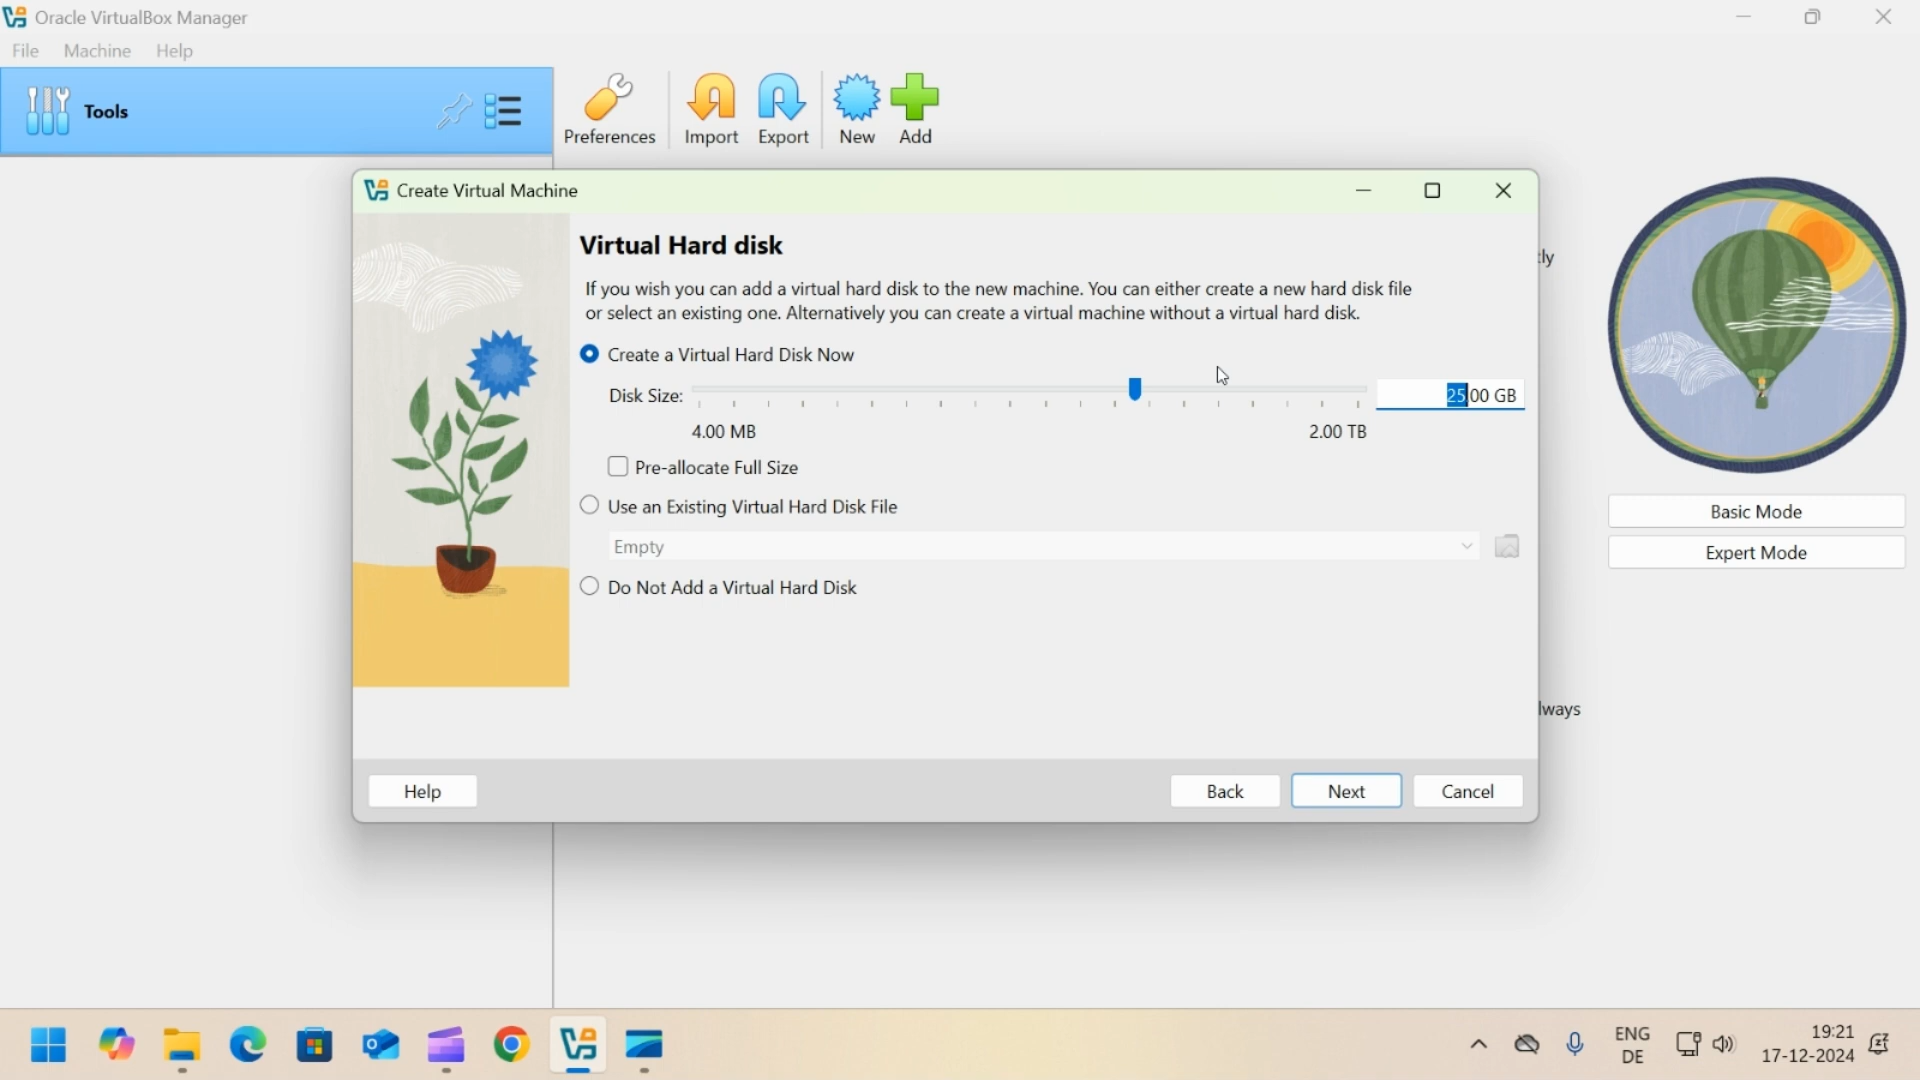 Oracle VirtualBox Manager
File Machine Help
Tools
Preferences Import Export New Add
Create Virtual Machine
Virtual Hard disk
If you wish you can add a virtual hard disk to the new machine. You can either create a new hard disk file
or select an existing one. Alternatively you can create a virtual machine without a virtual hard disk.
Create a Virtual Hard Disk Now
Disk Size: 25.00 GB
4.00 MB 2.00 TB
Pre-allocate Full Size
Use an Existing Virtual Hard Disk File
Empty
Do Not Add a Virtual Hard Disk
Help Back Next Cancel
Basic Mode
Expert Mode
lways
ENG
DE
19:21
17-12-2024